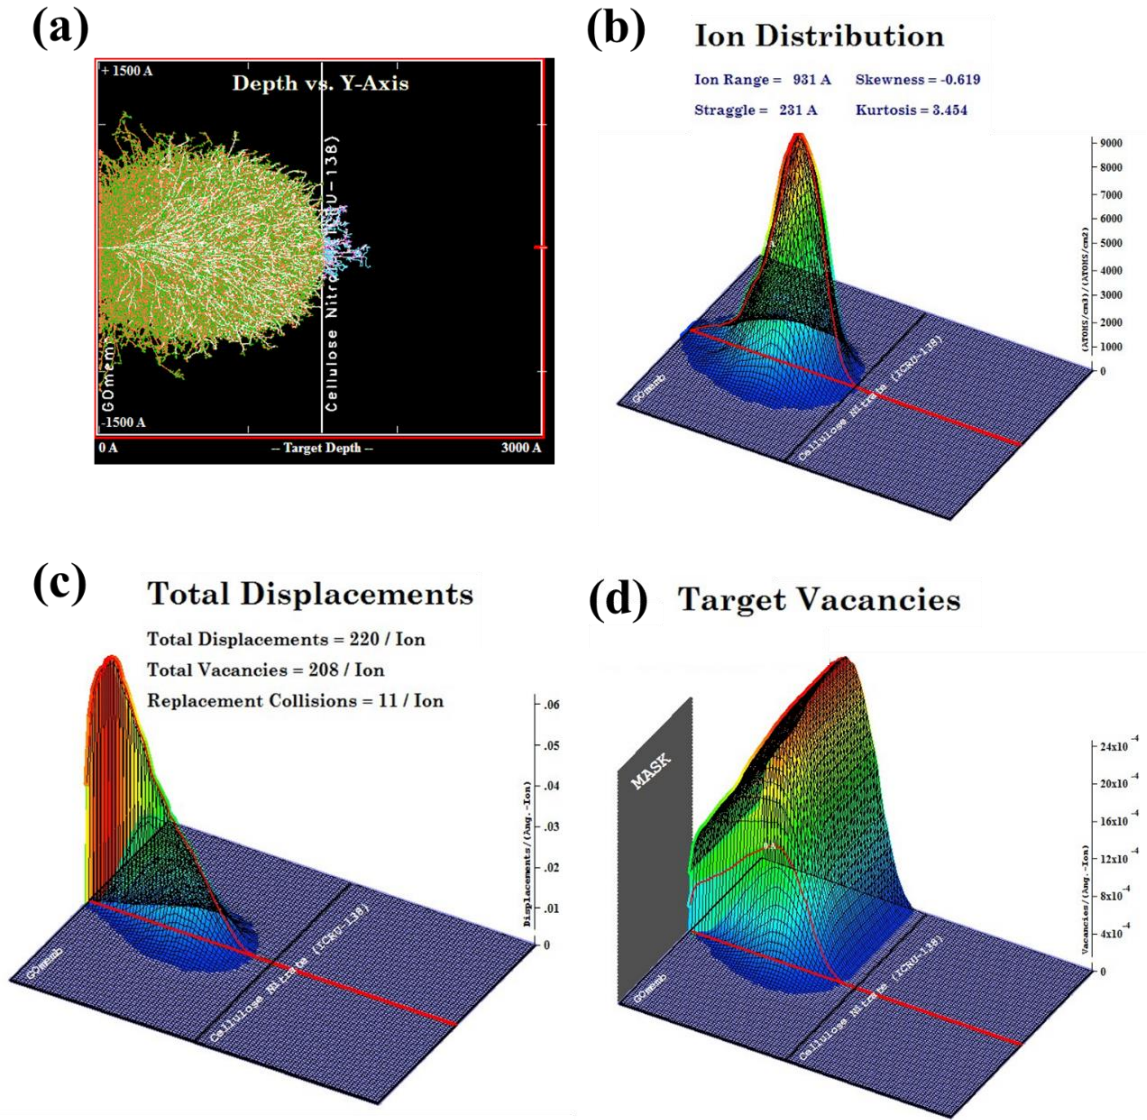 (a)
+ 1500 A
Depth vs. Y-Axis
GOmemb
Cellulose Nitra (ICRU-138)
-1500 A
0 A
-- Target Depth --
3000 A
(b)
Ion Distribution
Ion Range = 931 A
Skewness = -0.619
Straggle = 231 A
Kurtosis = 3.454
9000
8000
7000
6000
5000
4000
3000
2000
1000
0
(ATOMS/cm3)/(ATOMS/cm2)
GOmemb
Cellulose Nitrate (ICRU-138)
(c)
Total Displacements
Total Displacements = 220 / Ion
Total Vacancies = 208 / Ion
Replacement Collisions = 11 / Ion
.06
.05
.04
.03
.02
.01
0
Displacements/(Ang.-Ion)
GOmemb
Cellulose Nitrate (ICRU-138)
(d)
Target Vacancies
MASK
0 A
24x10⁻⁴
20x10⁻⁴
16x10⁻⁴
12x10⁻⁴
8x10⁻⁴
4x10⁻⁴
0
Vacancies/(Ang.-Ion)
GOmemb
Cellulose Nitrate (ICRU-138)